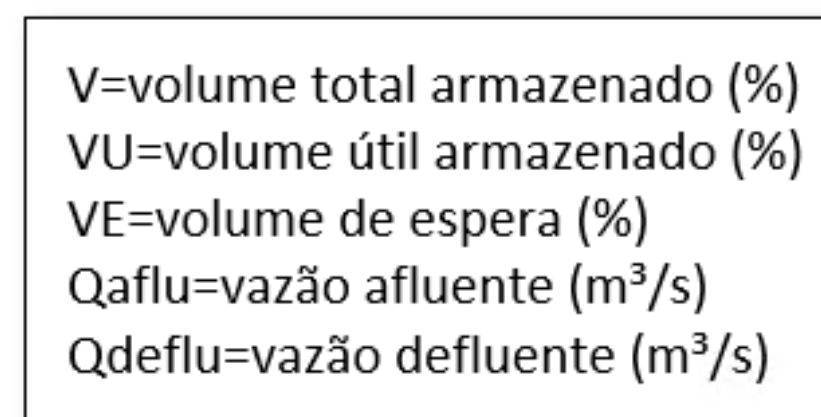 V=volume total armazenado (%)
VU=volume útil armazenado (%)
VE=volume de espera (%)
Qaflu=vazão afluente (m³/s)
Qdeflu=vazão defluente (m³/s)